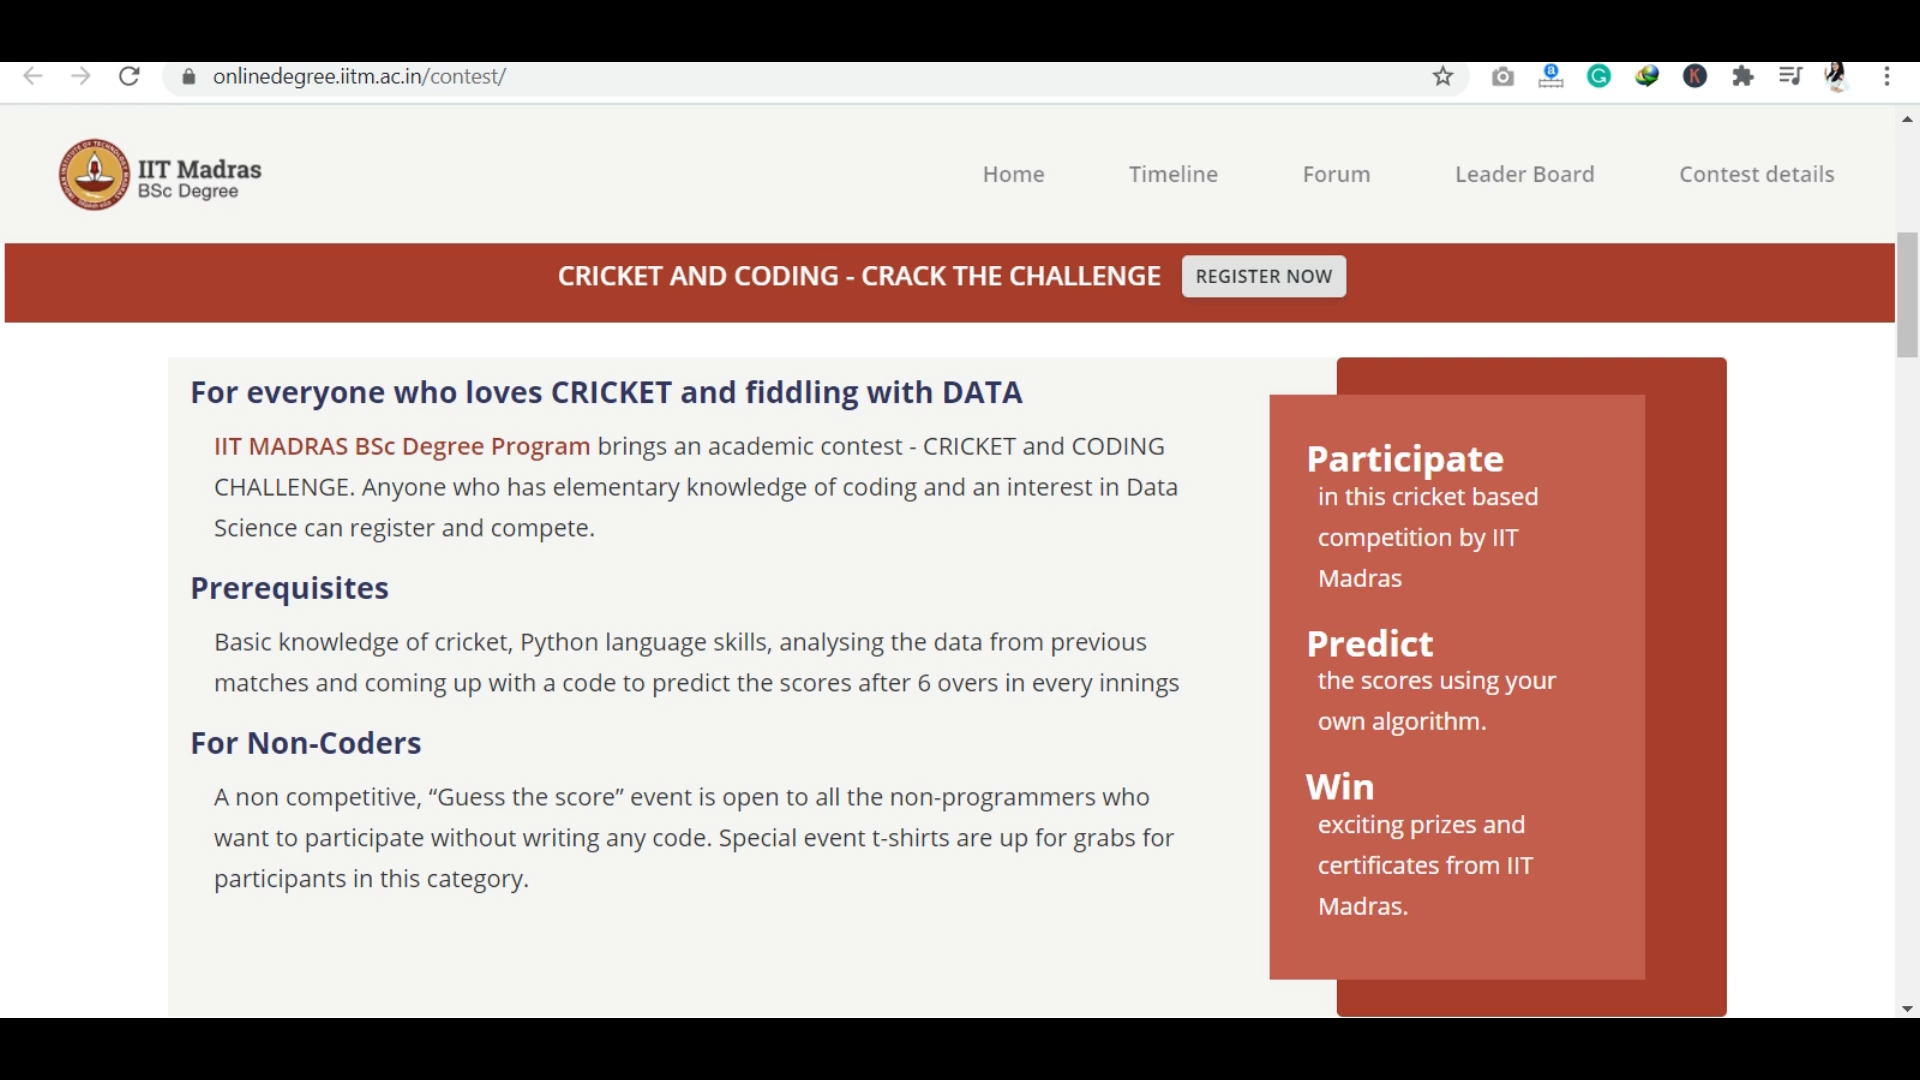 onlinedegree.iitm.ac.in/contest/
IIT Madras
BSc Degree
Home Timeline Forum Leader Board Contest details
CRICKET AND CODING - CRACK THE CHALLENGE REGISTER NOW
For everyone who loves CRICKET and fiddling with DATA
IIT MADRAS BSc Degree Program brings an academic contest - CRICKET and CODING
CHALLENGE. Anyone who has elementary knowledge of coding and an interest in Data
Science can register and compete.
Prerequisites
Basic knowledge of cricket, Python language skills, analysing the data from previous
matches and coming up with a code to predict the scores after 6 overs in every innings
For Non-Coders
A non competitive, “Guess the score” event is open to all the non-programmers who
want to participate without writing any code. Special event t-shirts are up for grabs for
participants in this category.
Participate
in this cricket based
competition by IIT
Madras
Predict
the scores using your
own algorithm.
Win
exciting prizes and
certificates from IIT
Madras.